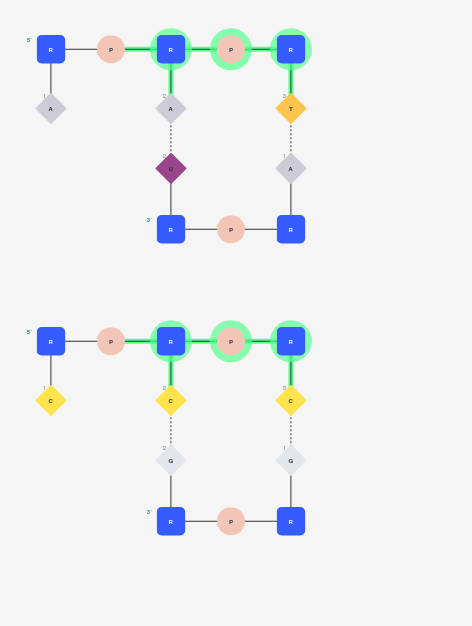 5' R P R P R
1 2 3
A A T
2 1
U A
3' R P R
5' R P R P R
1 2 3
C C C
2 1
G G
3' R P R